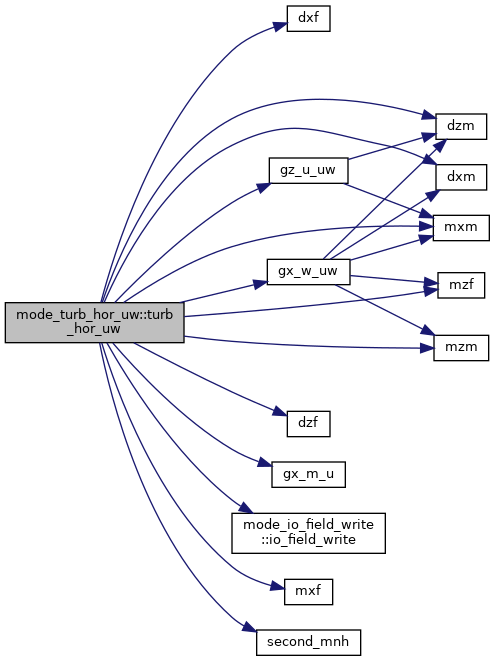 dxf
dzm
gz_u_uw
dxm
mxm
gx_w_uw
mzf
mode_turb_hor_uw::turb
_hor_uw
mzm
dzf
gx_m_u
mode_io_field_write
::io_field_write
mxf
second_mnh